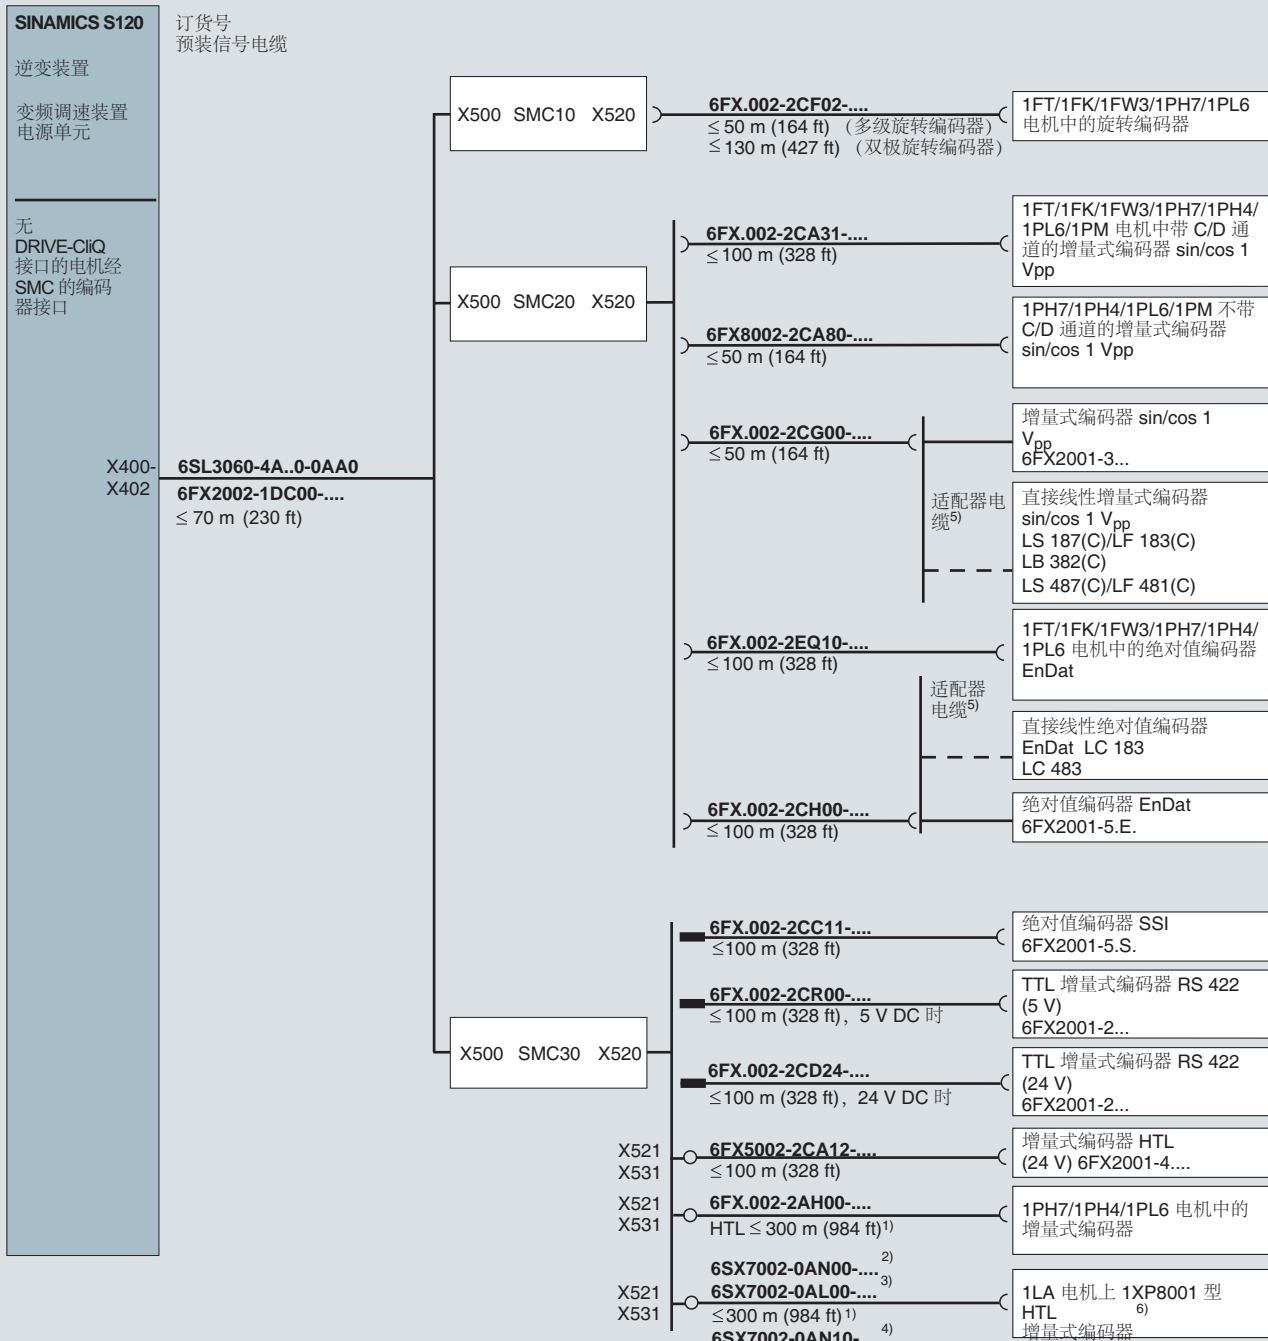 SINAMICS S120
逆变装置
变频调速装置
电源单元
无
DRIVE-CliQ
接口的电机经
SMC 的编码
器接口
X400-
X402
订货号
预装信号电缆
6SL3060-4A..0-0AA0
6FX2002-1DC00-....
≤ 70 m (230 ft)
X500 SMC10 X520
6FX.002-2CF02-....
≤ 50 m (164 ft) （多级旋转编码器）
≤ 130 m (427 ft) （双极旋转编码器）
1FT/1FK/1FW3/1PH7/1PL6
电机中的旋转编码器
X500 SMC20 X520
6FX.002-2CA31-....
≤ 100 m (328 ft)
1FT/1FK/1FW3/1PH7/1PH4/
1PL6/1PM 电机中带 C/D 通
道的增量式编码器 sin/cos 1
Vpp
6FX8002-2CA80-....
≤ 50 m (164 ft)
1PH7/1PH4/1PL6/1PM 不带
C/D 通道的增量式编码器
sin/cos 1 Vpp
6FX.002-2CG00-....
≤ 50 m (164 ft)
增量式编码器 sin/cos 1
Vpp
6FX2001-3...
适配器电
缆5)
直接线性增量式编码器
sin/cos 1 Vpp
LS 187(C)/LF 183(C)
LB 382(C)
LS 487(C)/LF 481(C)
6FX.002-2EQ10-....
≤ 100 m (328 ft)
1FT/1FK/1FW3/1PH7/1PH4/
1PL6 电机中的绝对值编码器
EnDat
适配器
电缆5)
直接线性绝对值编码器
EnDat LC 183
LC 483
6FX.002-2CH00-....
≤ 100 m (328 ft)
绝对值编码器 EnDat
6FX2001-5.E.
X500 SMC30 X520
6FX.002-2CC11-....
≤100 m (328 ft)
绝对值编码器 SSI
6FX2001-5.S.
6FX.002-2CR00-....
≤ 100 m (328 ft)，5 V DC 时
TTL 增量式编码器 RS 422
(5 V)
6FX2001-2...
6FX.002-2CD24-....
≤100 m (328 ft)，24 V DC 时
TTL 增量式编码器 RS 422
(24 V)
6FX2001-2...
X521
X531
6FX5002-2CA12-....
≤ 100 m (328 ft)
增量式编码器 HTL
(24 V) 6FX2001-4....
X521
X531
6FX.002-2AH00-....
HTL ≤ 300 m (984 ft)1)
1PH7/1PH4/1PL6 电机中的
增量式编码器
X521
X531
6SX7002-0AN00-....2)
6SX7002-0AL00-....3)
≤300 m (984 ft)1)
6SX7002-0AN10-4)
1LA 电机上 1XP8001 型
HTL 6)
增量式编码器